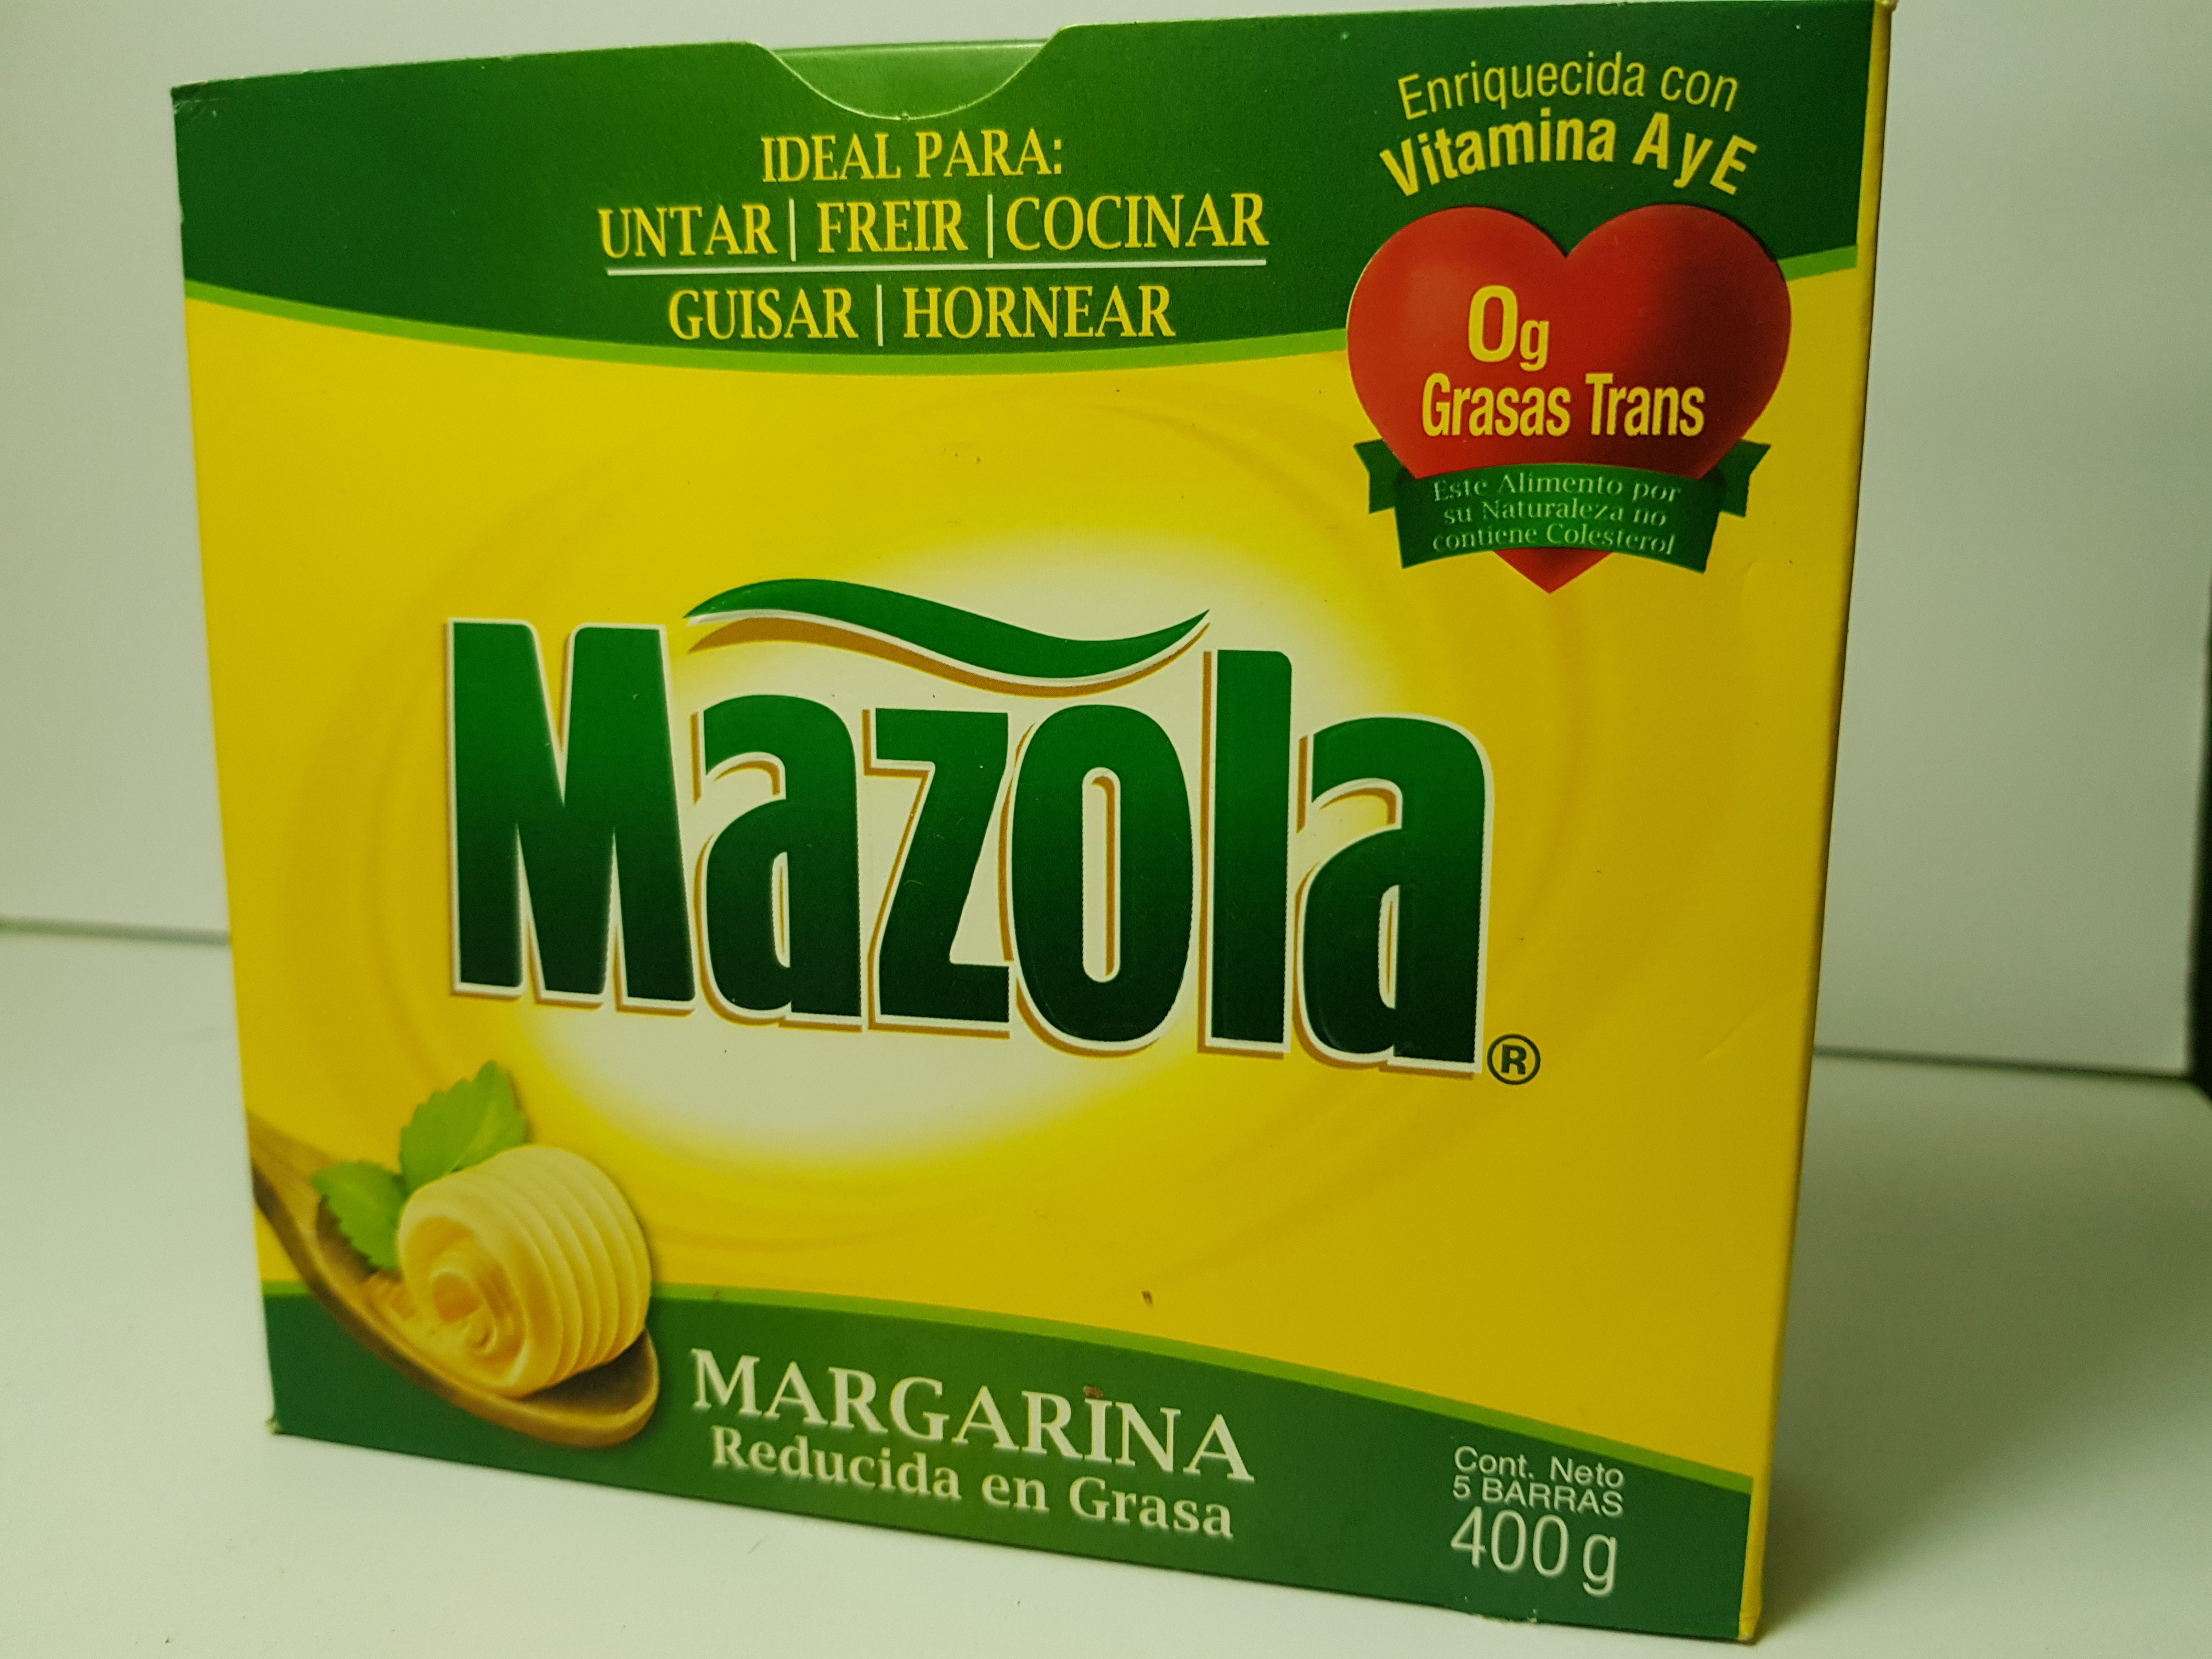 IDEAL PARA:
UNTAR | FREIR | COCINAR
GUISAR | HORNEAR
Enriquecida con
Vitamina A y E
0g
Grasas Trans
Este Alimento por
su Naturaleza no
contiene Colesterol
Mazola®
MARGARINA
Reducida en Grasa
Cont. Neto
5 BARRAS
400 g